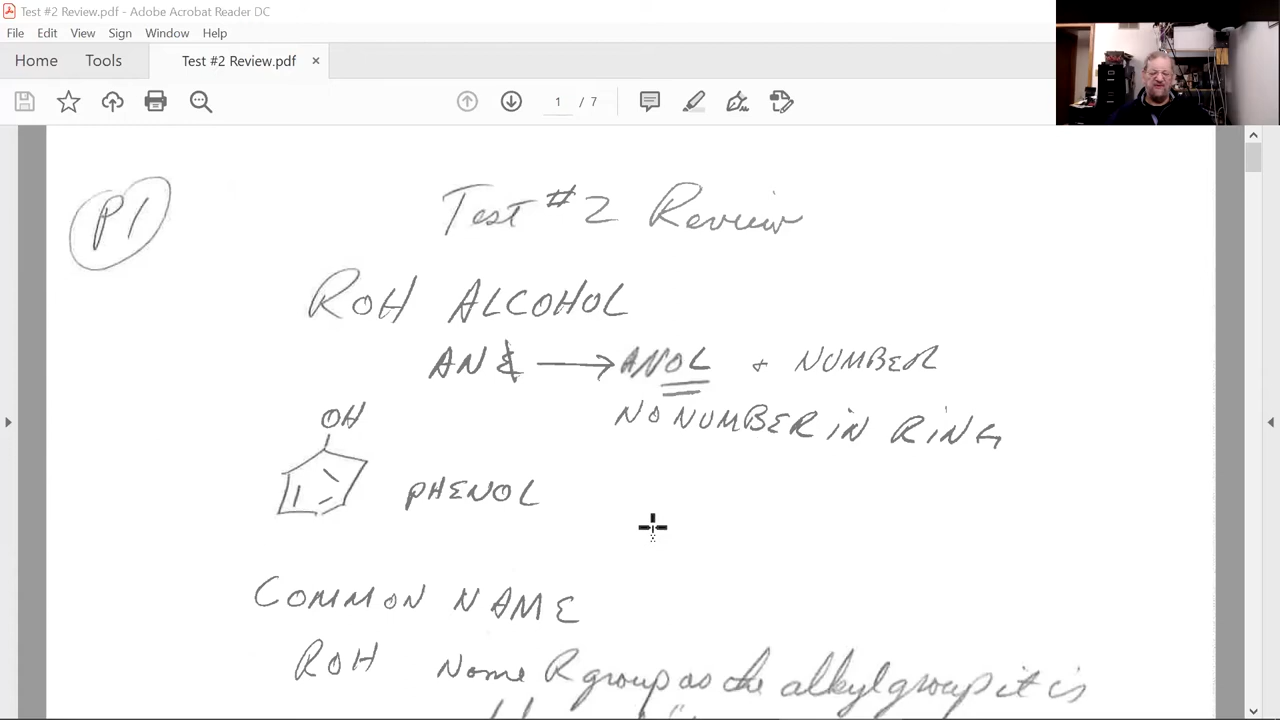 Test #2 Review.pdf - Adobe Acrobat Reader DC
File Edit View Sign Window Help
Home Tools Test #2 Review.pdf ×
1 / 7
P1
Test #2 Review
ROH ALCOHOL
ANE → ANOL + NUMBER
NO NUMBER IN RING
OH
PHENOL
COMMON NAME
ROH Name R group as the alkyl group it is